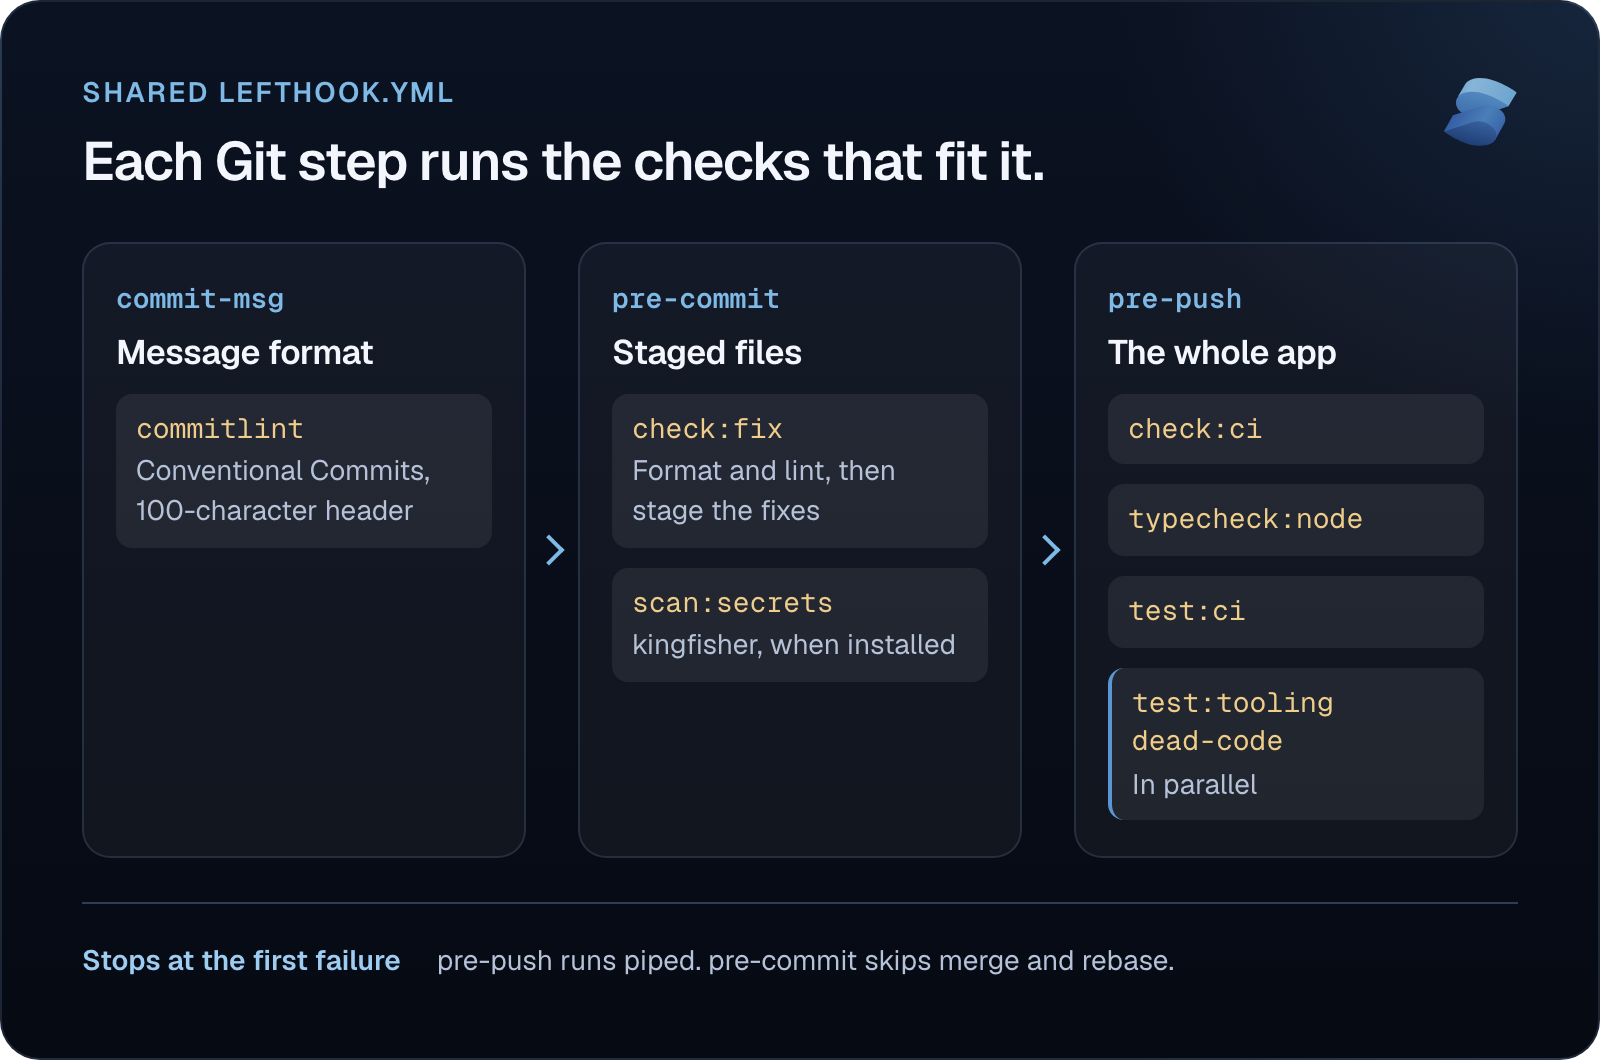 SHARED LEFTHOOK.YML
Each Git step runs the checks that fit it.
commit-msg
Message format
commitlint
Conventional Commits,
100-character header
pre-commit
Staged files
check:fix
Format and lint, then
stage the fixes
scan:secrets
kingfisher, when installed
pre-push
The whole app
check:ci
typecheck:node
test:ci
test:tooling
dead-code
In parallel
Stops at the first failure
pre-push runs piped. pre-commit skips merge and rebase.